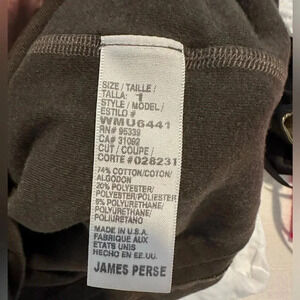 SIZE / TAILLE /
TALLA: 1
STYLE / MODEL /
ESTILO #
WMU6441
RN# 95339
CA# 31092
CUT / COUPE /
CORTE #028231
74% COTTON/COTON/
ALGODON
20% POLYESTER/
POLYESTER/POLIESTER
6% POLYURETHANE/
POLYURETHANE/
POLIURETANO
MADE IN U.S.A.
FABRIQUE AUX
ETATS UNIS
HECHO EN EE.UU.
JAMES PERSE